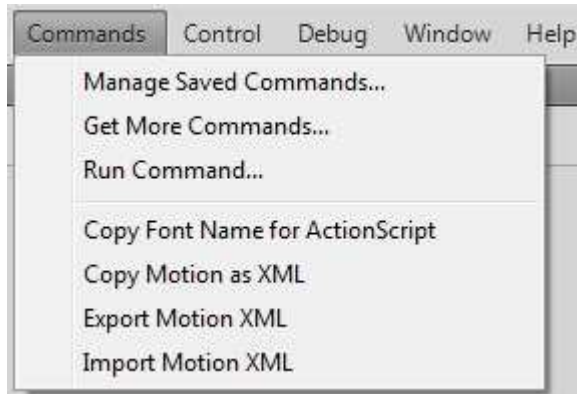 Commands Control Debug Window Help
Manage Saved Commands...
Get More Commands...
Run Command...
Copy Font Name for ActionScript
Copy Motion as XML
Export Motion XML
Import Motion XML